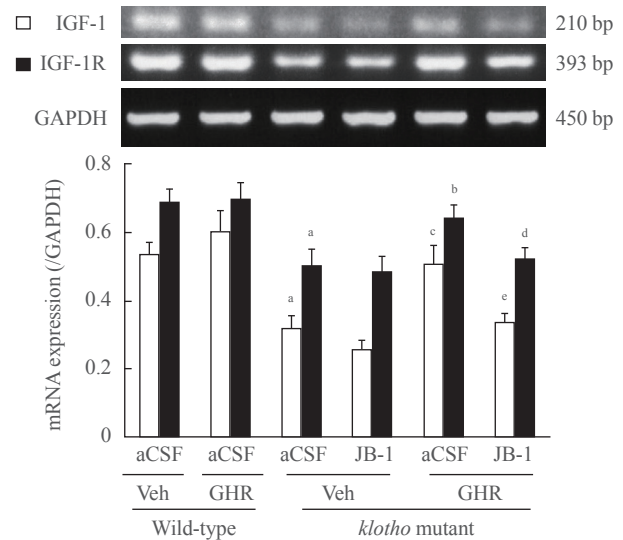 IGF-1 210 bp
IGF-1R 393 bp
GAPDH 450 bp
mRNA expression (/GAPDH)
0.8
0.6
0.4
0.2
0
a
a
c
b
e
d
aCSF aCSF aCSF JB-1 aCSF JB-1
Veh GHR Veh GHR
Wild-type klotho mutant